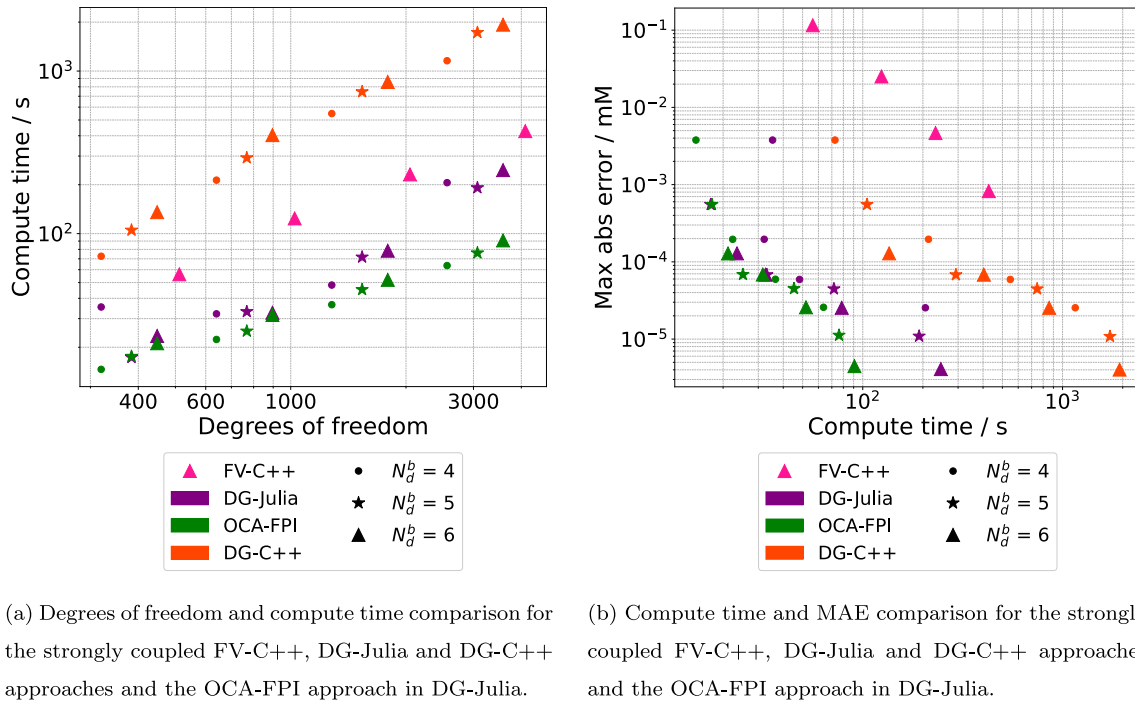 Compute time / s
10³
10²
400
600
1000
3000
Degrees of freedom
FV-C++
DG-Julia
OCA-FPI
DG-C++
N_d^b = 4
N_d^b = 5
N_d^b = 6
(a) Degrees of freedom and compute time comparison for
the strongly coupled FV-C++, DG-Julia and DG-C++
approaches and the OCA-FPI approach in DG-Julia.
Max abs error / mM
10⁻¹
10⁻²
10⁻³
10⁻⁴
10⁻⁵
10²
10³
Compute time / s
FV-C++
DG-Julia
OCA-FPI
DG-C++
N_d^b = 4
N_d^b = 5
N_d^b = 6
(b) Compute time and MAE comparison for the strongl
coupled FV-C++, DG-Julia and DG-C++ approache
and the OCA-FPI approach in DG-Julia.